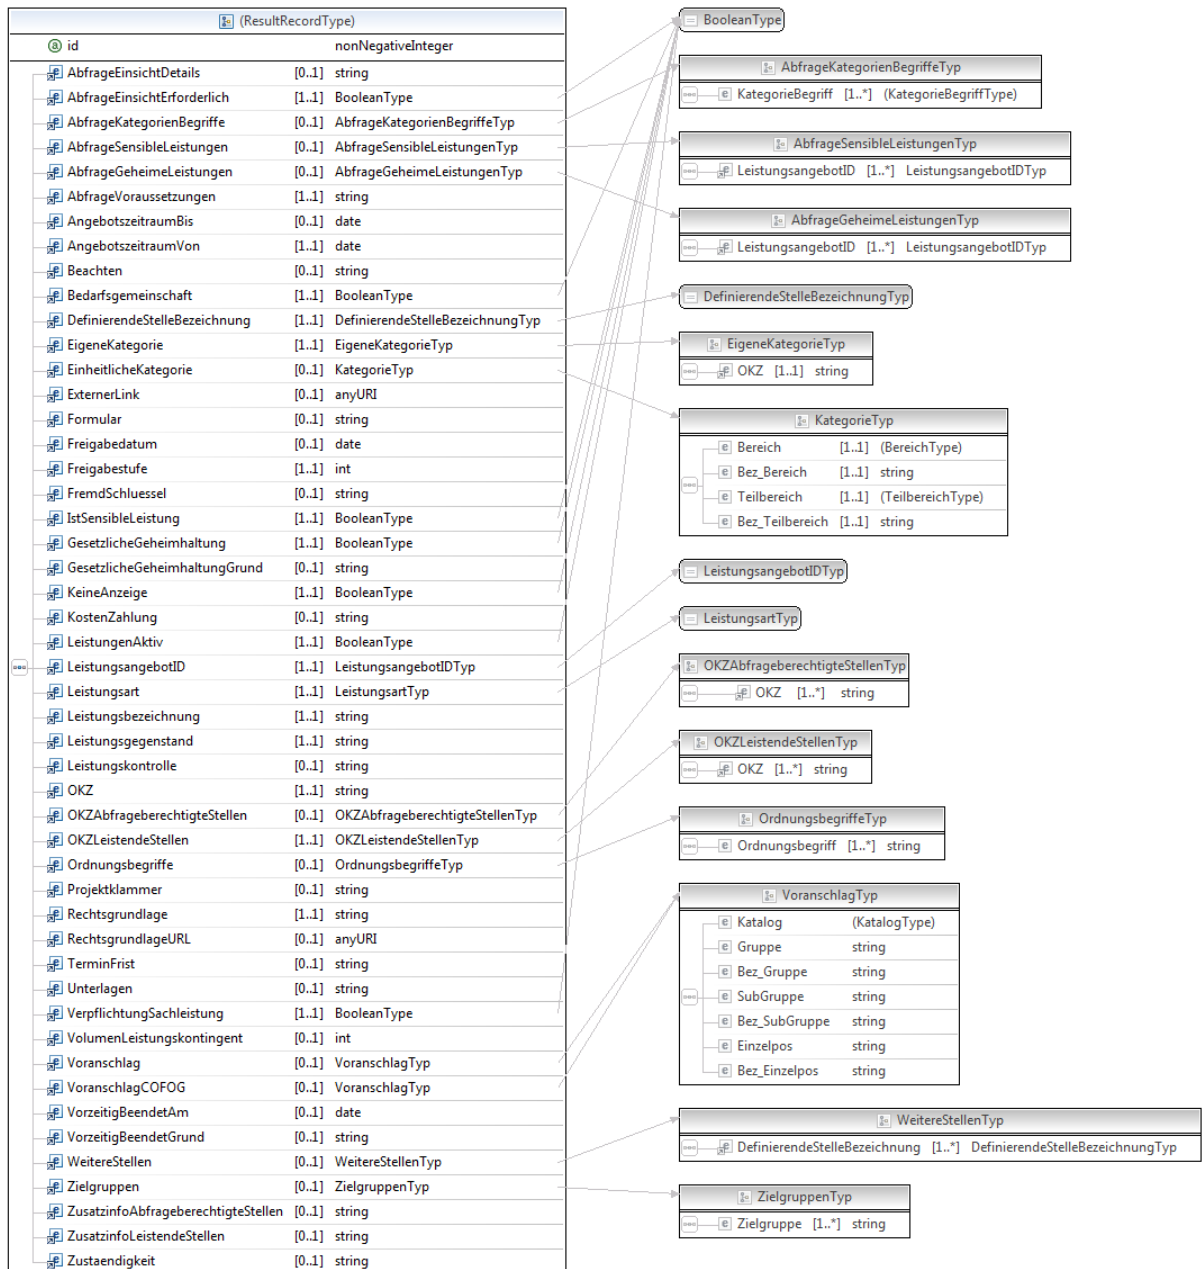 (ResultRecordType)
id nonNegativeInteger
AbfrageEinsichtDetails [0..1] string
AbfrageEinsichtErforderlich [1..1] BooleanType
AbfrageKategorienBegriffe [0..1] AbfrageKategorienBegriffeTyp
AbfrageSensibleLeistungen [0..1] AbfrageSensibleLeistungenTyp
AbfrageGeheimeLeistungen [0..1] AbfrageGeheimeLeistungenTyp
AbfrageVoraussetzungen [1..1] string
AngebotszeitraumBis [0..1] date
AngebotszeitraumVon [1..1] date
Beachten [0..1] string
Bedarfsgemeinschaft [1..1] BooleanType
DefinierendeStelleBezeichnung [1..1] DefinierendeStelleBezeichnungTyp
EigeneKategorie [1..1] EigeneKategorieTyp
EinheitlicheKategorie [0..1] KategorieTyp
ExternerLink [0..1] anyURI
Formular [0..1] string
Freigabedatum [0..1] date
Freigabestufe [1..1] int
FremdSchluessel [0..1] string
IstSensibleLeistung [1..1] BooleanType
GesetzlicheGeheimhaltung [1..1] BooleanType
GesetzlicheGeheimhaltungGrund [0..1] string
KeineAnzeige [1..1] BooleanType
KostenZahlung [0..1] string
LeistungenAktiv [1..1] BooleanType
LeistungsangebotID [1..1] LeistungsangebotIDTyp
Leistungsart [1..1] LeistungsartTyp
Leistungsbezeichnung [1..1] string
Leistungsgegenstand [1..1] string
Leistungskontrolle [0..1] string
OKZ [1..1] string
OKZAbfrageberechtigteStellen [0..1] OKZAbfrageberechtigteStellenTyp
OKZLeistendeStellen [1..1] OKZLeistendeStellenTyp
Ordnungsbegriffe [0..1] OrdnungsbegriffeTyp
Projektklammer [0..1] string
Rechtsgrundlage [1..1] string
RechtsgrundlageURL [0..1] anyURI
TerminFrist [0..1] string
Unterlagen [0..1] string
VerpflichtungSachleistung [1..1] BooleanType
VolumenLeistungskontingent [0..1] int
Voranschlag [0..1] VoranschlagTyp
VoranschlagCOFOG [0..1] VoranschlagTyp
VorzeitigBeendetAm [0..1] date
VorzeitigBeendetGrund [0..1] string
WeitereStellen [0..1] WeitereStellenTyp
Zielgruppen [0..1] ZielgruppenTyp
ZusatzinfoAbfrageberechtigteStellen [0..1] string
ZusatzinfoLeistendeStellen [0..1] string
Zustaendigkeit [0..1] string
BooleanType
AbfrageKategorienBegriffeTyp
KategorieBegriff [1..*] (KategorieBegriffType)
AbfrageSensibleLeistungenTyp
LeistungsangebotID [1..*] LeistungsangebotIDTyp
AbfrageGeheimeLeistungenTyp
LeistungsangebotID [1..*] LeistungsangebotIDTyp
DefinierendeStelleBezeichnungTyp
EigeneKategorieTyp
OKZ [1..1] string
KategorieTyp
Bereich [1..1] (BereichType)
Bez_Bereich [1..1] string
Teilbereich [1..1] (TeilbereichType)
Bez_Teilbereich [1..1] string
LeistungsangebotIDTyp
LeistungsartTyp
OKZAbfrageberechtigteStellenTyp
OKZ [1..*] string
OKZLeistendeStellenTyp
OKZ [1..*] string
OrdnungsbegriffeTyp
Ordnungsbegriff [1..*] string
VoranschlagTyp
Katalog (KatalogType)
Gruppe string
Bez_Gruppe string
SubGruppe string
Bez_SubGruppe string
Einzelpos string
Bez_Einzelpos string
WeitereStellenTyp
DefinierendeStelleBezeichnung [1..*] DefinierendeStelleBezeichnungTyp
ZielgruppenTyp
Zielgruppe [1..*] string